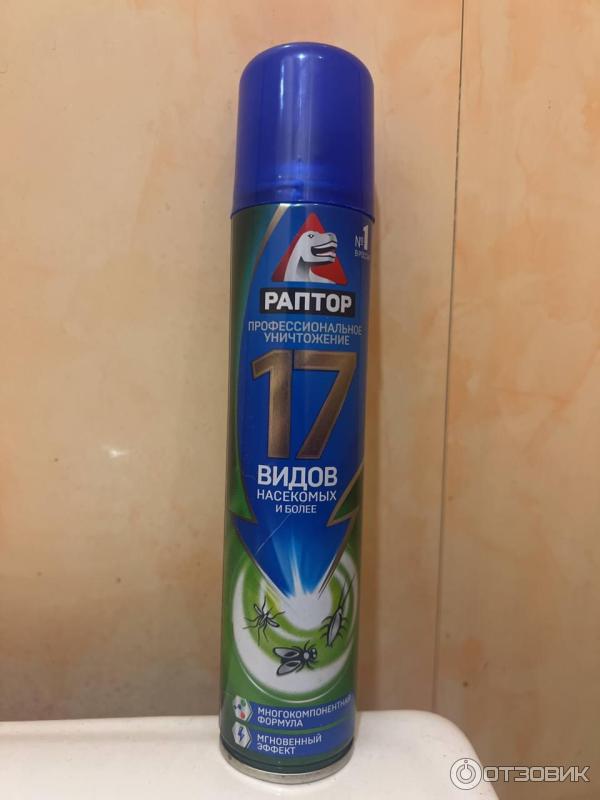 №1
РАПТОР
ПРОФЕССИОНАЛЬНОЕ
УНИЧТОЖЕНИЕ
17
ВИДОВ
НАСЕКОМЫХ
И БОЛЕЕ
МНОГОКОМПОНЕНТНАЯ
ФОРМУЛА
МГНОВЕННЫЙ
ЭФФЕКТ
ОТЗОВИК